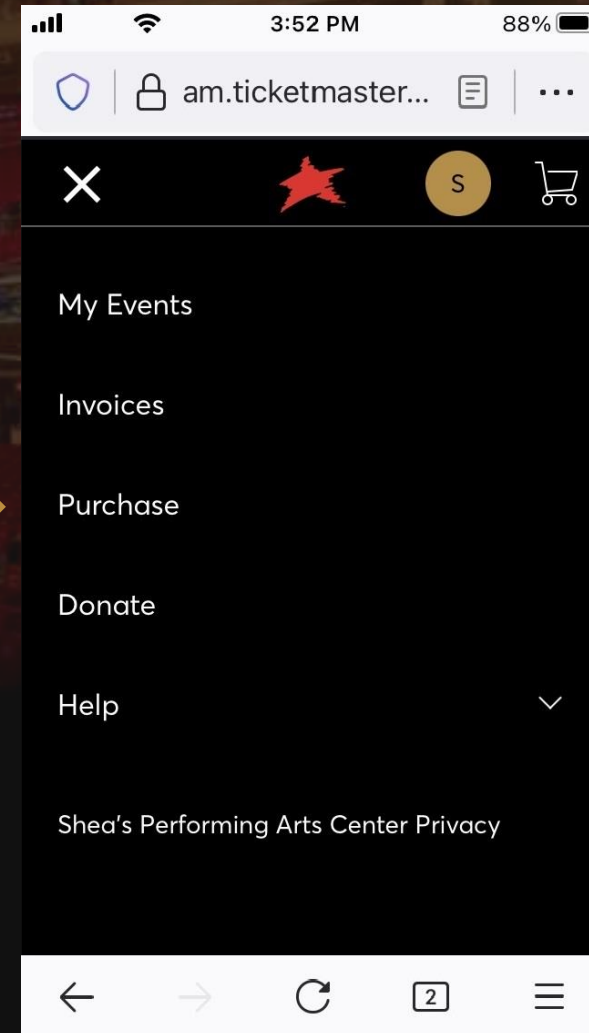 3:52 PM 88%
am.ticketmaster...
S
My Events
Invoices
Purchase
Donate
Help
Shea's Performing Arts Center Privacy
2